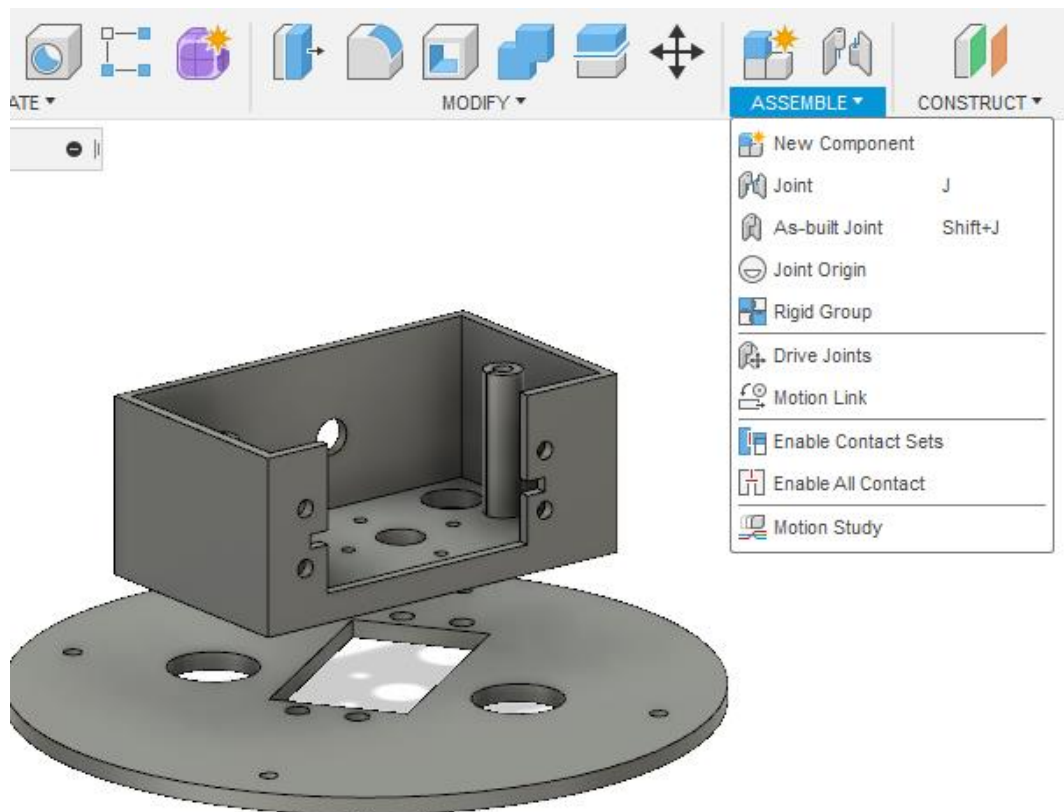 ATE ▾
MODIFY ▾
ASSEMBLE ▾
CONSTRUCT ▾
New Component
Joint J
As-built Joint Shift+J
Joint Origin
Rigid Group
Drive Joints
Motion Link
Enable Contact Sets
Enable All Contact
Motion Study